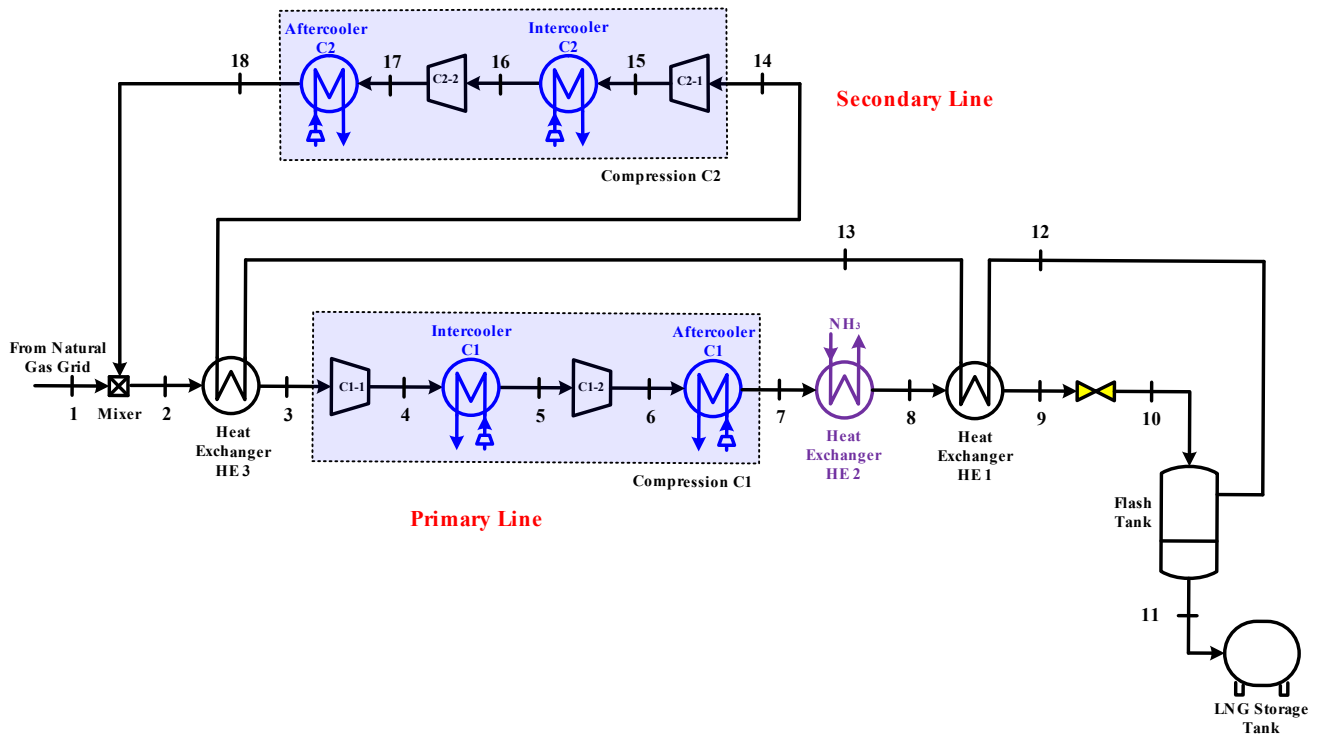 Aftercooler
C2
Intercooler
C2
18
17
C2-2
16
15
C2-1
14
Secondary Line
Compression C2
13
12
From Natural
Gas Grid
1
Mixer
2
Heat
Exchanger
HE 3
3
C1-1
4
Intercooler
C1
5
C1-2
6
Aftercooler
C1
7
NH₃
Heat
Exchanger
HE 2
8
Heat
Exchanger
HE 1
9
10
Compression C1
Primary Line
Flash
Tank
11
LNG Storage
Tank